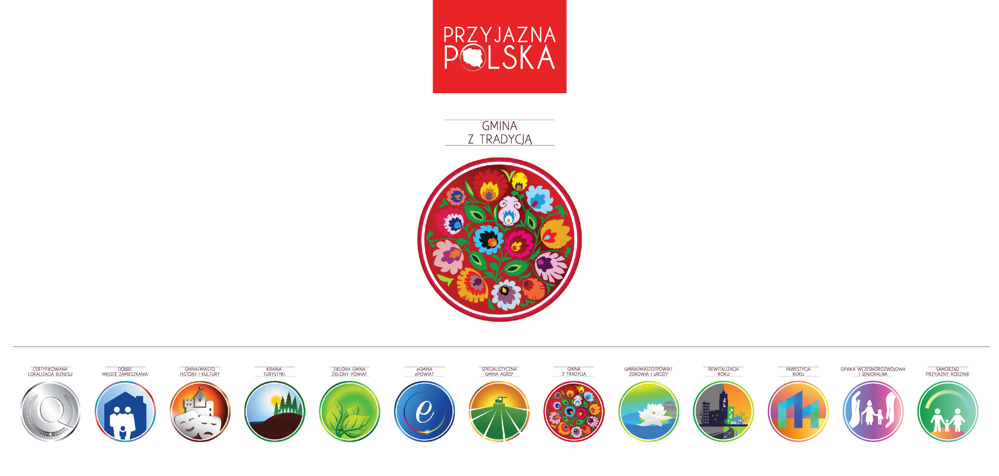 PRZYJAZNA
POLSKA
GMINA
Z TRADYCJĄ
CERTYFIKOWANA
LOKALIZACJA BIZNESU
DOBRE
MIEJSCE ZAMIESZKANIA
GMINA/MIASTO
HISTORII I KULTURY
KRAINA
TURYSTYKI
ZIELONA GMINA
ZIELONY POWIAT
eGMINA
ePOWIAT
SPECJALISTYCZNA
GMINA AGRO*
GMINA
Z TRADYCJĄ
GMINA/MIASTO/POWIAT
ZDROWIA I URODY
REWITALIZACJA
ROKU
INWESTYCJA
ROKU
OPIEKA WCZESNOROZWOJOWA
I SENIORALNA
SAMORZĄD
PRZYJAZNY RODZINIE
Q
e